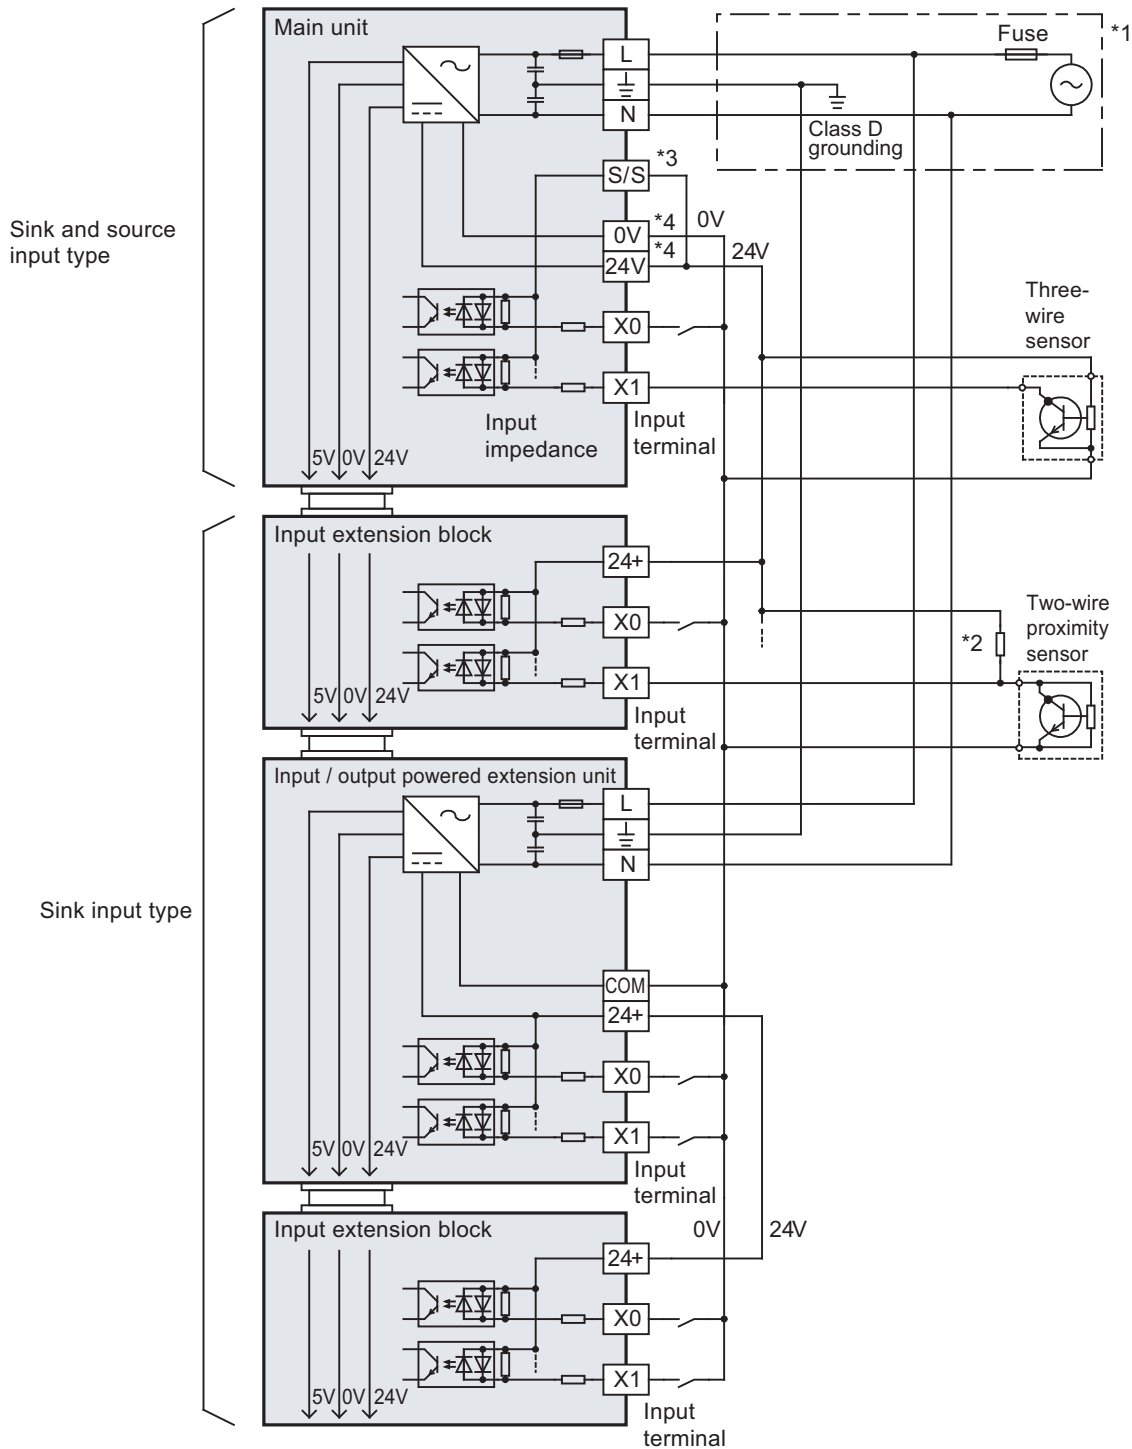 Main unit
Fuse
*1
L
N
Class D
grounding
*3
S/S
Sink and source
input type
*4
0V
0V
*4
24V
24V
Three-
wire
sensor
X0
X1
Input
impedance
Input
terminal
5V
0V
24V
Input extension block
24+
X0
Two-wire
proximity
sensor
*2
X1
5V
0V
24V
Input
terminal
Input / output powered extension unit
L
N
Sink input type
COM
24+
X0
X1
5V
0V
24V
Input
terminal
Input extension block
0V
24V
24+
X0
X1
5V
0V
24V
Input
terminal